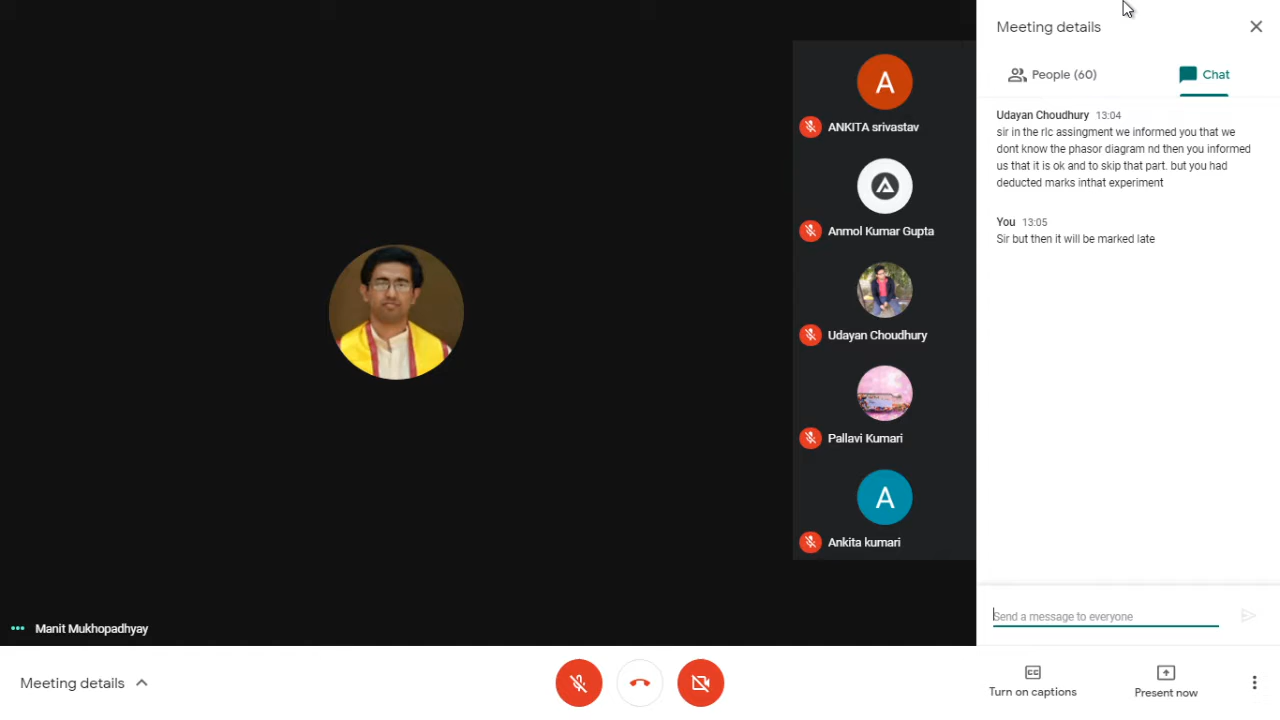 Meeting details
People (60)
Chat
Udayan Choudhury 13:04
sir in the rlc assingment we informed you that we
dont know the phasor diagram nd then you informed
us that it is ok and to skip that part. but you had
deducted marks inthat experiment
You 13:05
Sir but then it will be marked late
A
ANKITA srivastav
Anmol Kumar Gupta
Udayan Choudhury
Pallavi Kumari
A
Ankita kumari
Manit Mukhopadhyay
Send a message to everyone
Meeting details
CC
Turn on captions
Present now